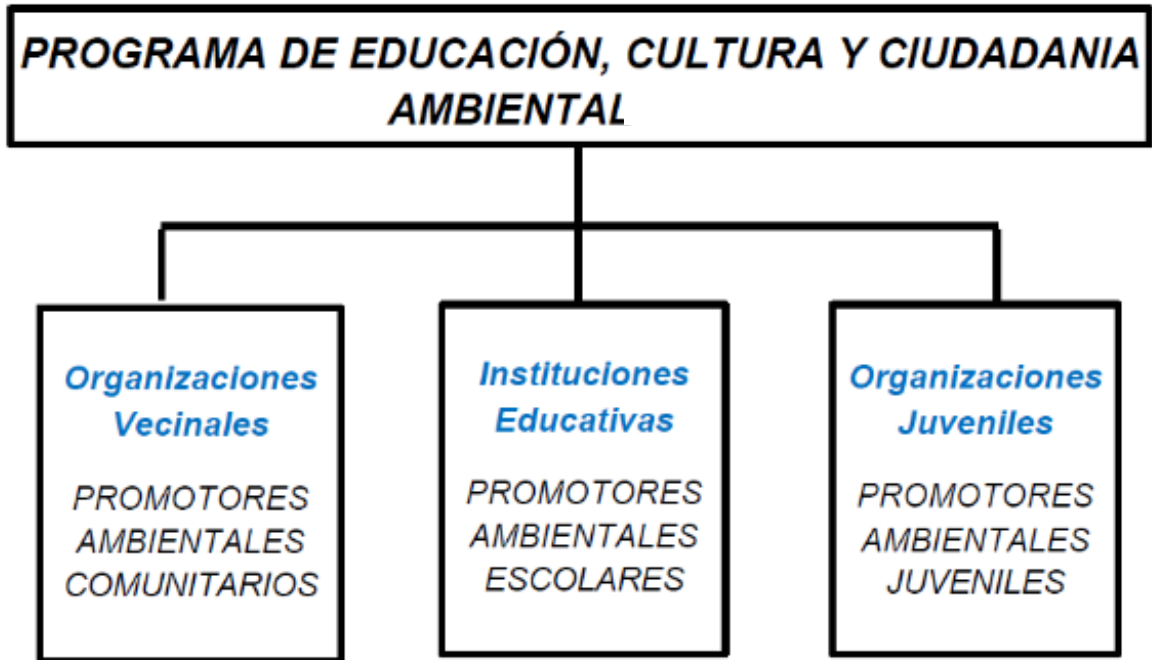 PROGRAMA DE EDUCACIÓN, CULTURA Y CIUDADANIA
AMBIENTAL
Organizaciones
Vecinales
PROMOTORES
AMBIENTALES
COMUNITARIOS
Instituciones
Educativas
PROMOTORES
AMBIENTALES
ESCOLARES
Organizaciones
Juveniles
PROMOTORES
AMBIENTALES
JUVENILES